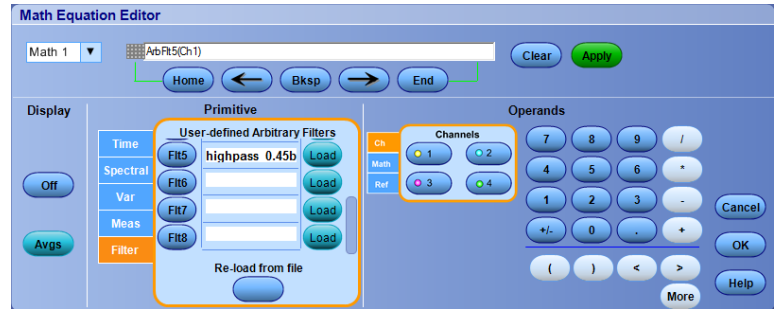 Math Equation Editor
Math 1
ArbFlt5(Ch1)
Clear
Apply
Home
Bksp
End
Display
Off
Avgs
Primitive
Time
Spectral
Var
Meas
Filter
User-defined Arbitrary Filters
Flt5 highpass_0.45b Load
Flt6 Load
Flt7 Load
Flt8 Load
Re-load from file
Operands
Ch
Math
Ref
Channels
1 2
3 4
7 8 9 /
4 5 6 *
1 2 3 -
+/- 0 . +
( ) < >
More
Cancel
OK
Help